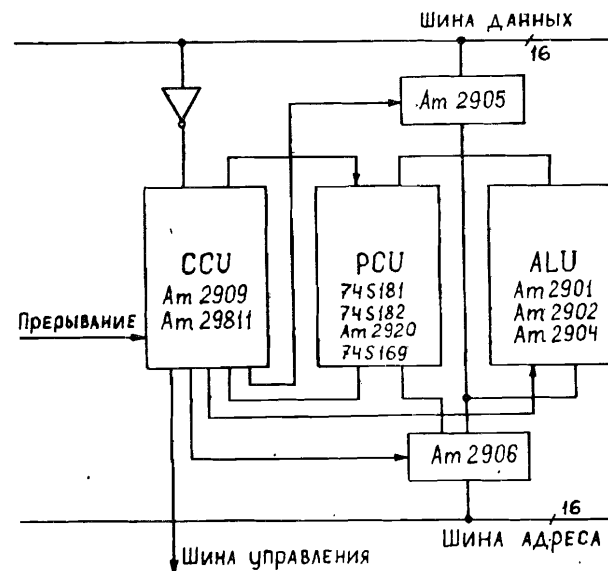 Шина данных
16
Am 2905
CCU
Am 2909
Am 29811
PCU
74S181
74S182
Am 2920
74S169
ALU
Am 2901
Am 2902
Am 2904
Прерывание
Am 2906
16
Шина адреса
Шина управления